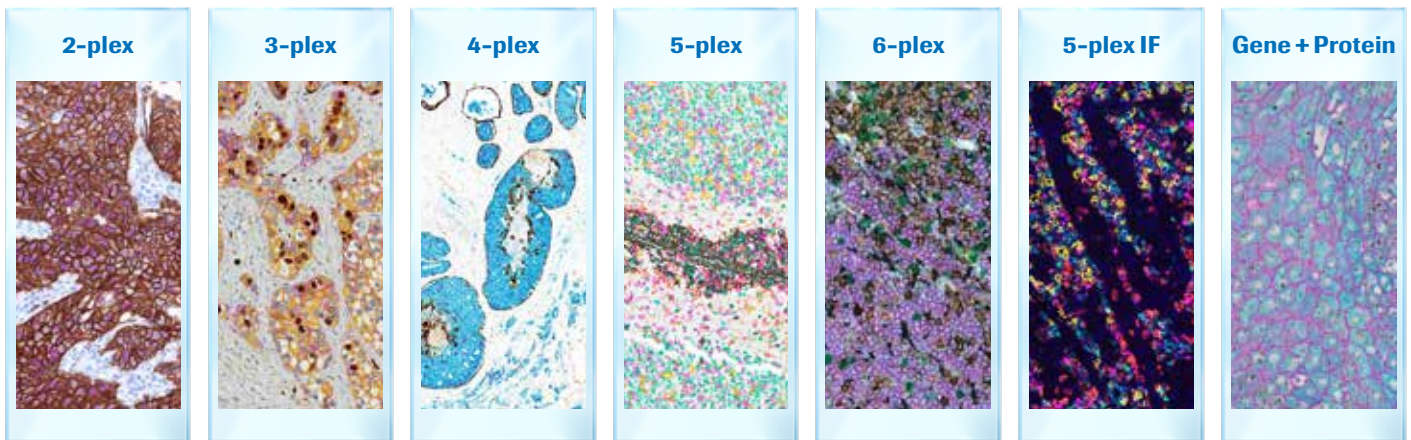 2-plex
3-plex
4-plex
5-plex
6-plex
5-plex IF
Gene + Protein